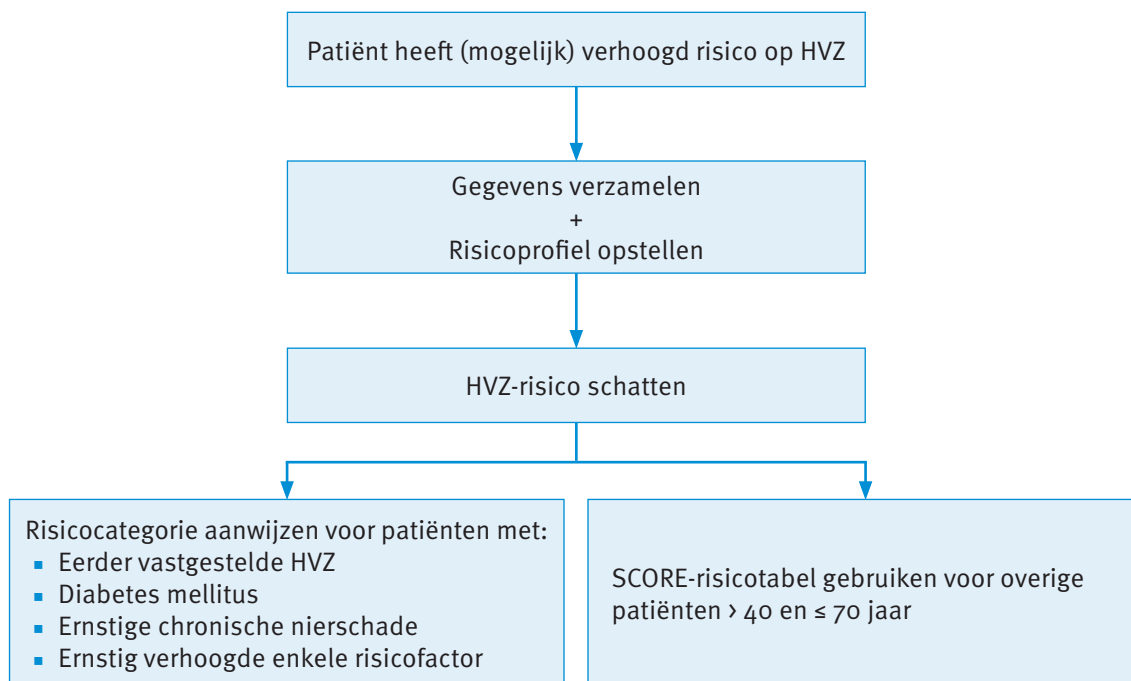 Patiënt heeft (mogelijk) verhoogd risico op HVZ
Gegevens verzamelen
+
Risicoprofiel opstellen
HVZ-risico schatten
Risicocategorie aanwijzen voor patiënten met:
▪ Eerder vastgestelde HVZ
▪ Diabetes mellitus
▪ Ernstige chronische nierschade
▪ Ernstig verhoogde enkele risicofactor
SCORE-risicotabel gebruiken voor overige
patiënten > 40 en ≤ 70 jaar